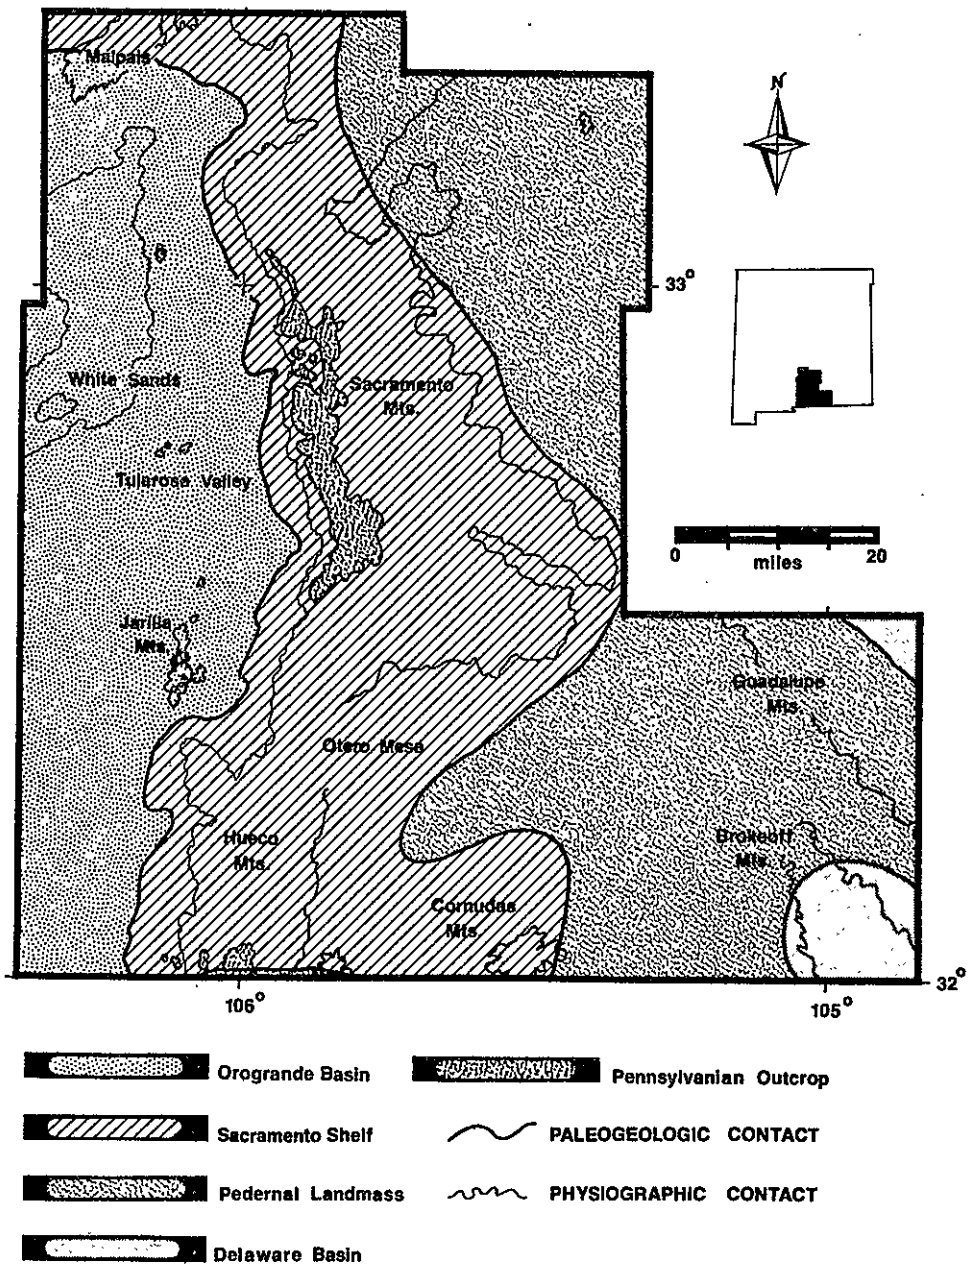 Malpais
N
33°
White Sands
Sacramento
Mts.
Tularosa Valley
0 20
miles
Jarilla
Mts.
Guadalupe
Mts.
Otero Mesa
Hueco
Mts.
Brokeoff
Mts.
Cornudas
Mts.
32°
106° 105°
Orogrande Basin
Pennsylvanian Outcrop
Sacramento Shelf
PALEOGEOLOGIC CONTACT
Pedernal Landmass
PHYSIOGRAPHIC CONTACT
Delaware Basin